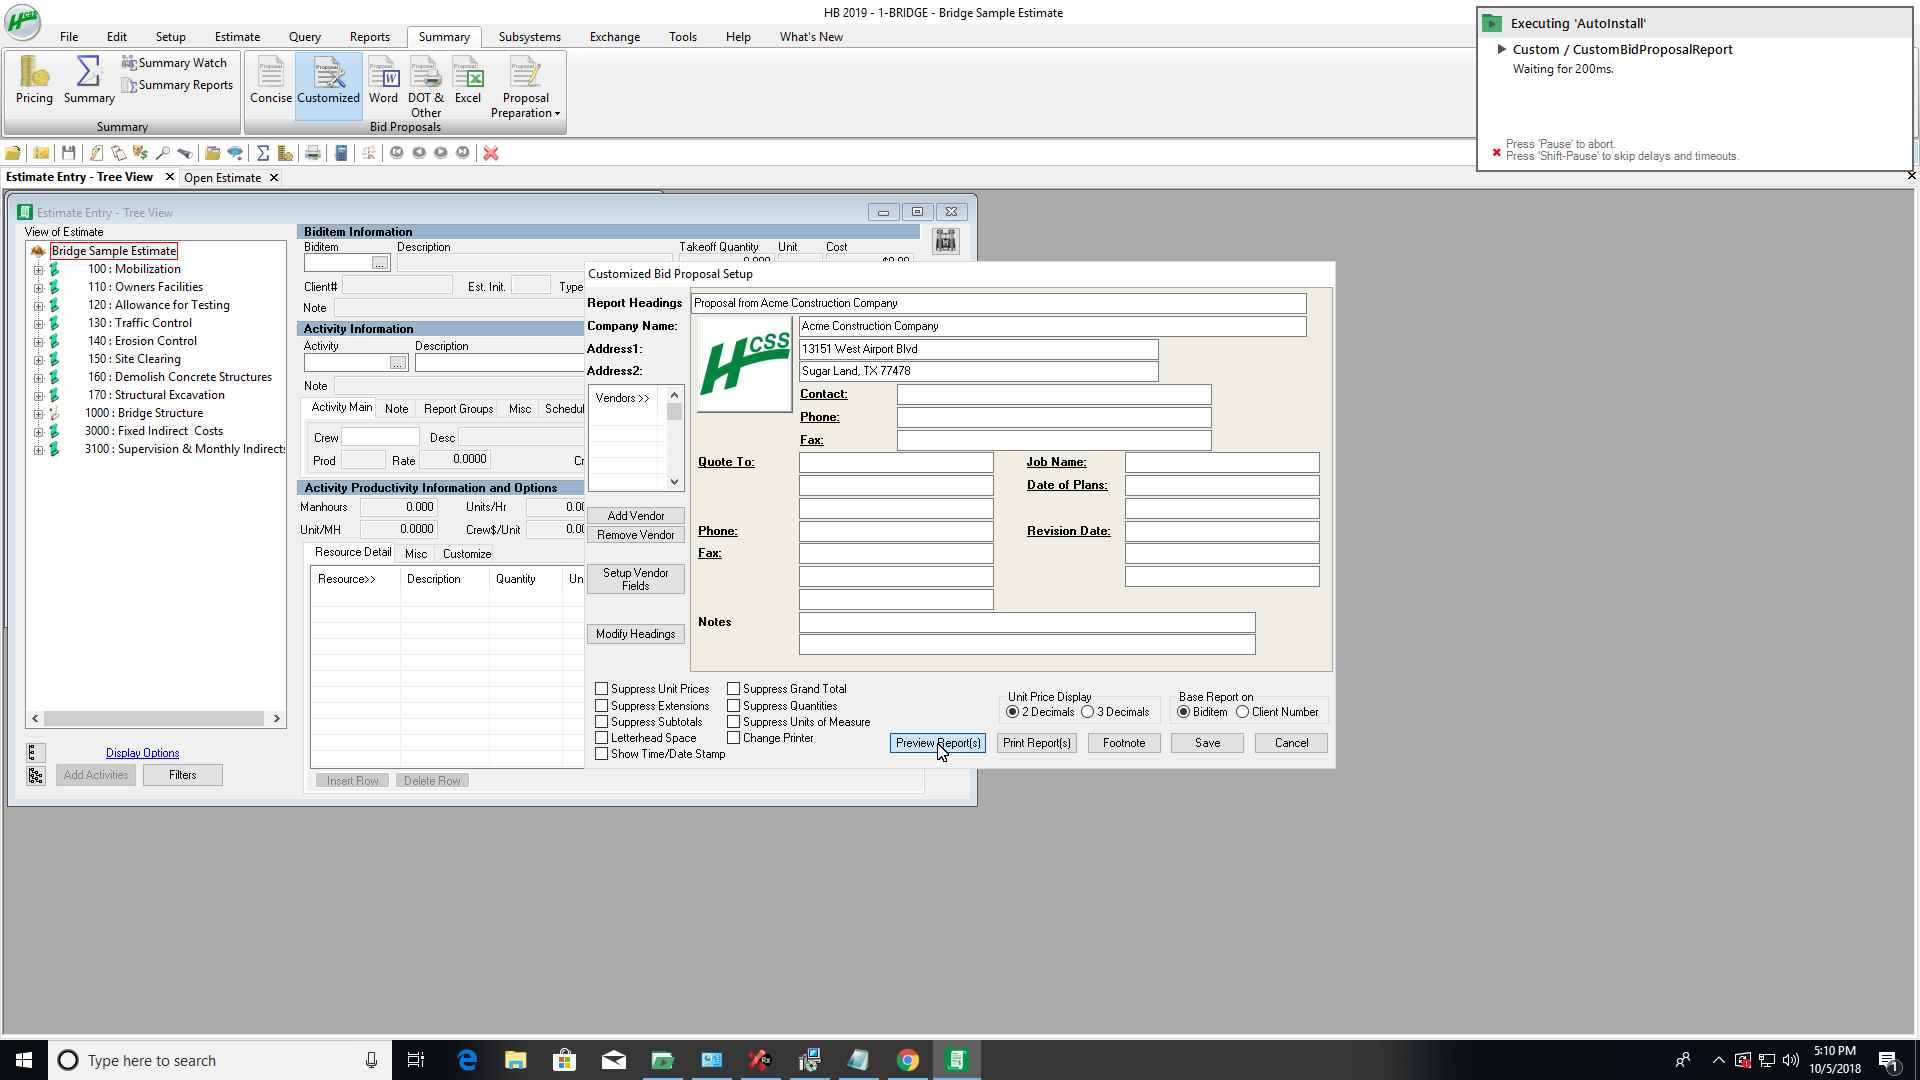 HB 2019 - 1-BRIDGE - Bridge Sample Estimate
File Edit Setup Estimate Query Reports Summary Subsystems Exchange Tools Help What's New
Pricing Summary Summary Watch
Summary Reports
Summary
Concise Customized Word DOT & Other Excel Proposal Preparation
Bid Proposals
Executing 'AutoInstall'
Custom / CustomBidProposalReport
Waiting for 200ms.
Press 'Pause' to abort.
Press 'Shift-Pause' to skip delays and timeouts.
Estimate Entry - Tree View Open Estimate
Estimate Entry - Tree View
View of Estimate
Bridge Sample Estimate
100 : Mobilization
110 : Owners Facilities
120 : Allowance for Testing
130 : Traffic Control
140 : Erosion Control
150 : Site Clearing
160 : Demolish Concrete Structures
170 : Structural Excavation
1000 : Bridge Structure
3000 : Fixed Indirect Costs
3100 : Supervision & Monthly Indirects
Display Options
Add Activities Filters
Biditem Information
Biditem Description Takeoff Quantity Unit Cost
0.000 $0.00
Client# Est. Init. Type
Note
Activity Information
Activity Description
Note
Activity Main Note Report Groups Misc Schedul
Crew Desc
Prod Rate 0.0000 Cr
Activity Productivity Information and Options
Manhours 0.000 Units/Hr 0.00
Unit/MH 0.0000 Crew$/Unit 0.00
Resource Detail Misc Customize
Resource>> Description Quantity Un
Insert Row Delete Row
Customized Bid Proposal Setup
Report Headings Proposal from Acme Construction Company
Company Name: Acme Construction Company
Address1: 13151 West Airport Blvd
Address2: Sugar Land, TX 77478
HCSS
Vendors >>
Contact:
Phone:
Fax:
Quote To: Job Name:
Date of Plans:
Add Vendor
Remove Vendor
Phone: Revision Date:
Fax:
Setup Vendor Fields
Modify Headings
Notes
Suppress Unit Prices Suppress Grand Total
Suppress Extensions Suppress Quantities
Suppress Subtotals Suppress Units of Measure
Letterhead Space Change Printer
Show Time/Date Stamp
Unit Price Display
2 Decimals 3 Decimals
Base Report on
Biditem Client Number
Preview Report(s) Print Report(s) Footnote Save Cancel
Type here to search
5:10 PM
10/5/2018
1